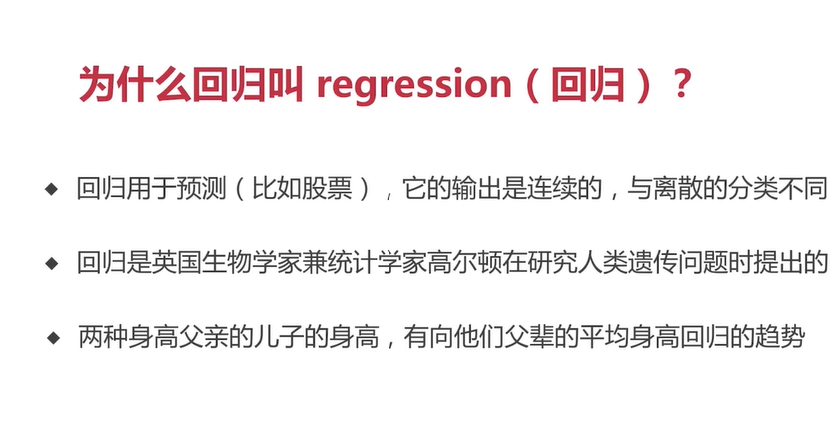 为什么回归叫 regression（回归）？
◆ 回归用于预测（比如股票），它的输出是连续的，与离散的分类不同
◆ 回归是英国生物学家兼统计学家高尔顿在研究人类遗传问题时提出的
◆ 两种身高父亲的儿子的身高，有向他们父辈的平均身高回归的趋势